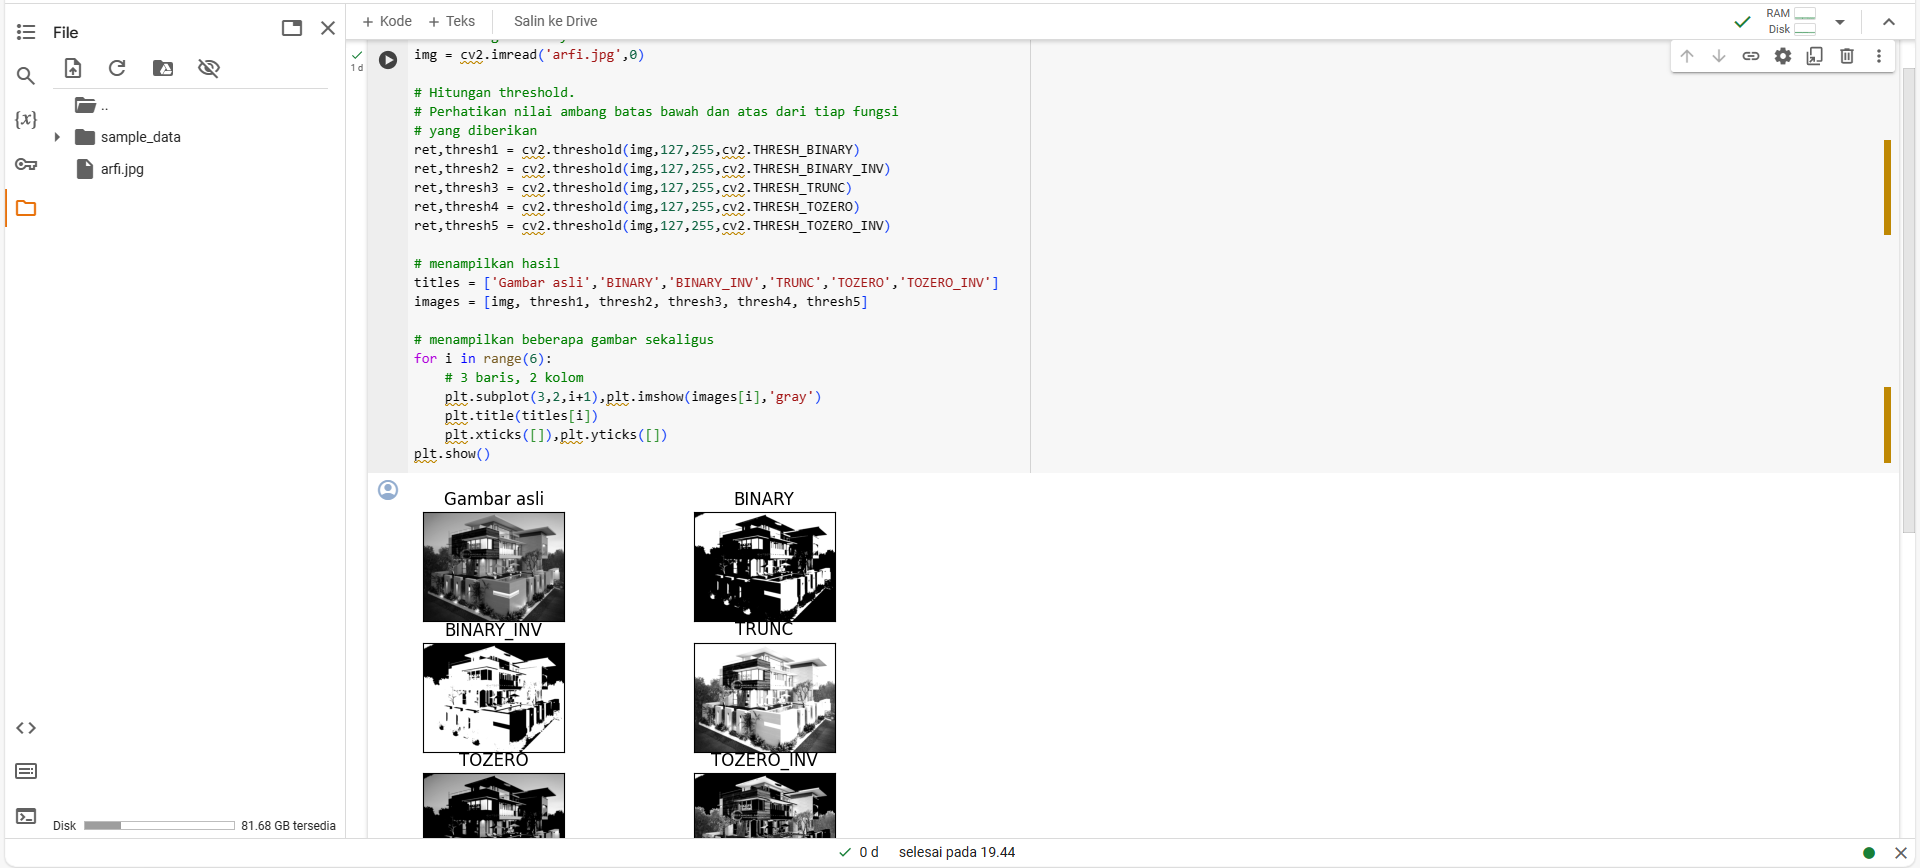 File
..
sample_data
arfi.jpg
Disk
81.68 GB tersedia
+ Kode + Teks Salin ke Drive
RAM
Disk
1 d
img = cv2.imread('arfi.jpg',0)
# Hitungan threshold.
# Perhatikan nilai ambang batas bawah dan atas dari tiap fungsi
# yang diberikan
ret,thresh1 = cv2.threshold(img,127,255,cv2.THRESH_BINARY)
ret,thresh2 = cv2.threshold(img,127,255,cv2.THRESH_BINARY_INV)
ret,thresh3 = cv2.threshold(img,127,255,cv2.THRESH_TRUNC)
ret,thresh4 = cv2.threshold(img,127,255,cv2.THRESH_TOZERO)
ret,thresh5 = cv2.threshold(img,127,255,cv2.THRESH_TOZERO_INV)
# menampilkan hasil
titles = ['Gambar asli','BINARY','BINARY_INV','TRUNC','TOZERO','TOZERO_INV']
images = [img, thresh1, thresh2, thresh3, thresh4, thresh5]
# menampilkan beberapa gambar sekaligus
for i in range(6):
    # 3 baris, 2 kolom
    plt.subplot(3,2,i+1),plt.imshow(images[i],'gray')
    plt.title(titles[i])
    plt.xticks([]),plt.yticks([])
plt.show()
Gambar asli BINARY
BINARY_INV TRUNC
TOZERO TOZERO_INV
0 d selesai pada 19.44